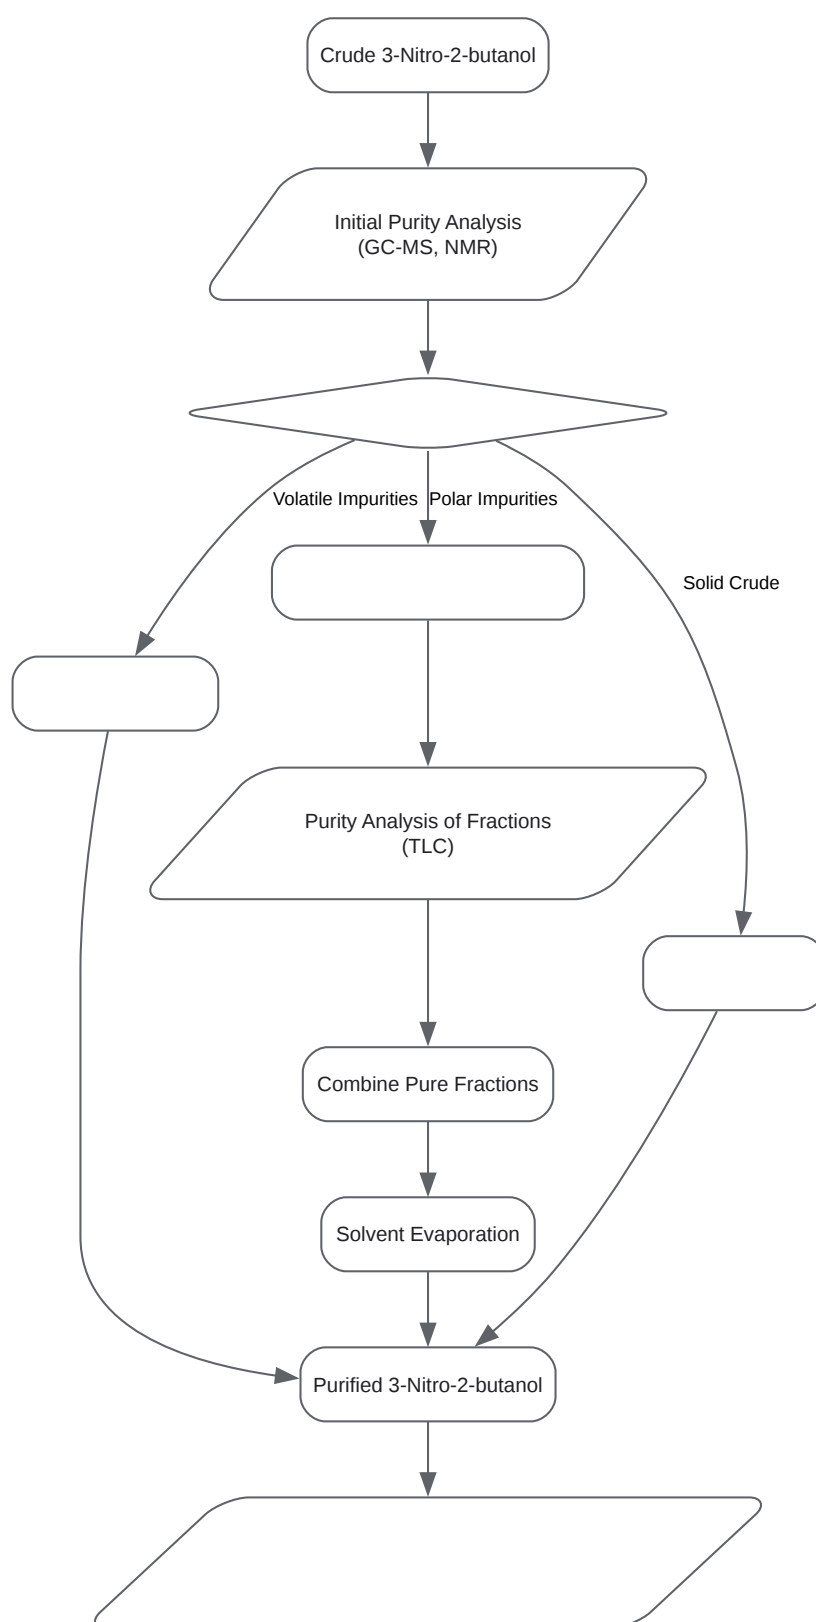 Crude 3-Nitro-2-butanol
Initial Purity Analysis
(GC-MS, NMR)
Volatile Impurities
Polar Impurities
Solid Crude
Purity Analysis of Fractions
(TLC)
Combine Pure Fractions
Solvent Evaporation
Purified 3-Nitro-2-butanol